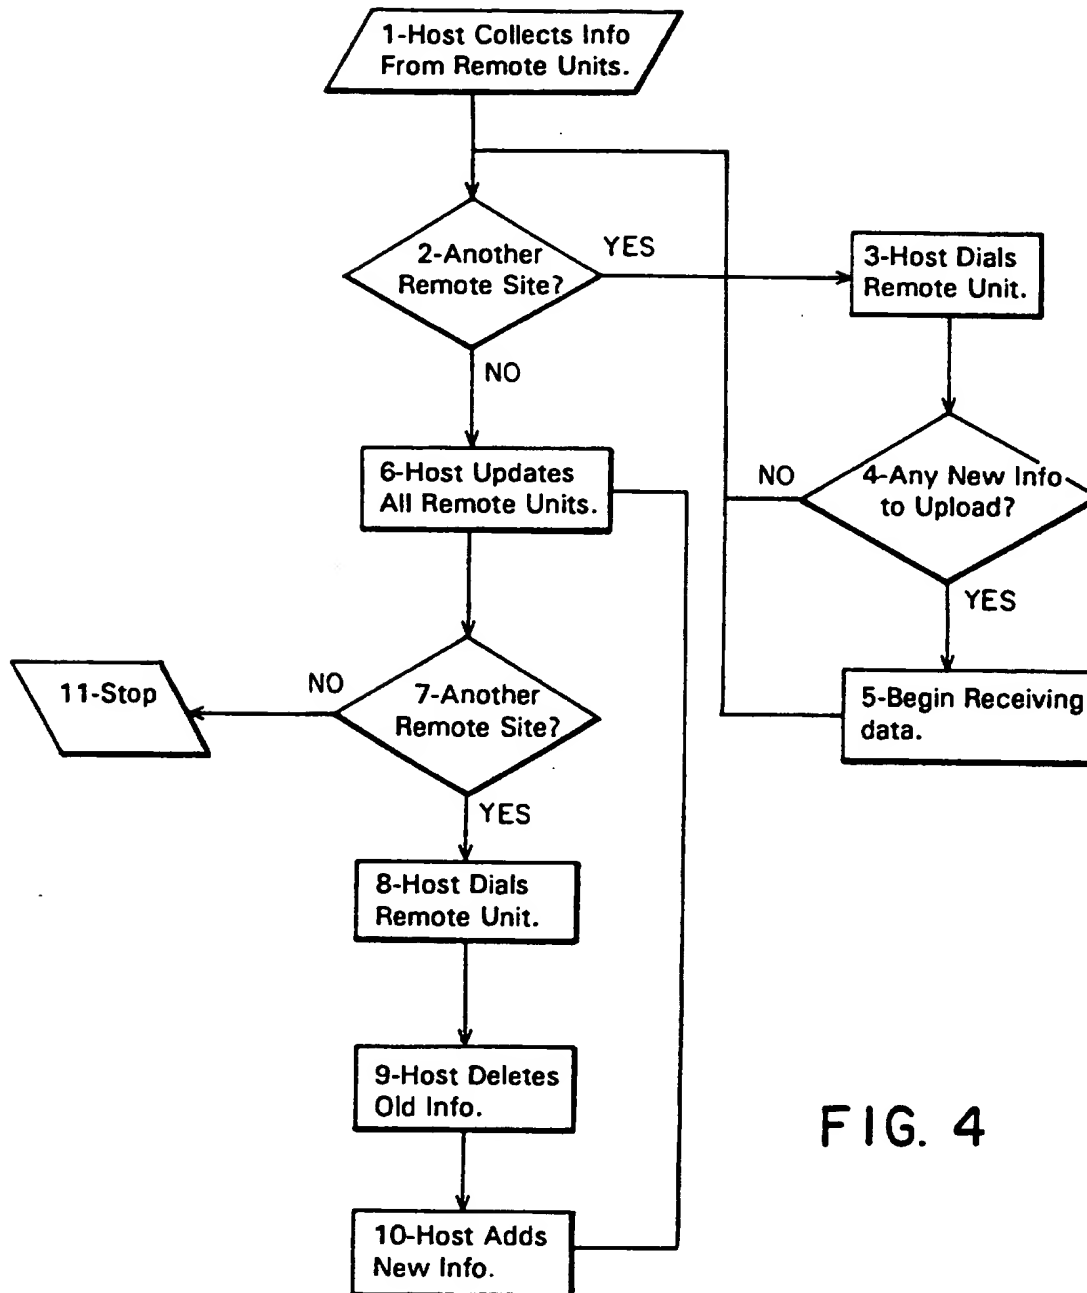 1-Host Collects Info
From Remote Units.
2-Another
Remote Site?
YES
NO
3-Host Dials
Remote Unit.
4-Any New Info
to Upload?
NO
YES
5-Begin Receiving
data.
6-Host Updates
All Remote Units.
7-Another
Remote Site?
NO
YES
11-Stop
8-Host Dials
Remote Unit.
9-Host Deletes
Old Info.
10-Host Adds
New Info.
FIG. 4